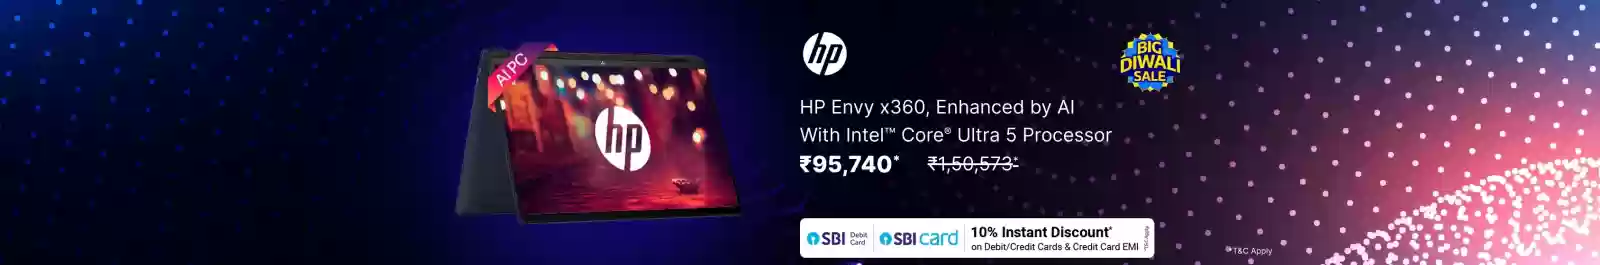 AI PC
hp
hp
BIG
DIWALI
SALE
HP Envy x360, Enhanced by AI
With Intel™ Core® Ultra 5 Processor
₹95,740* ₹1,50,573*
SBI Debit Card
SBI card
10% Instant Discount*
on Debit/Credit Cards & Credit Card EMI
*T&C Apply
*T&C Apply